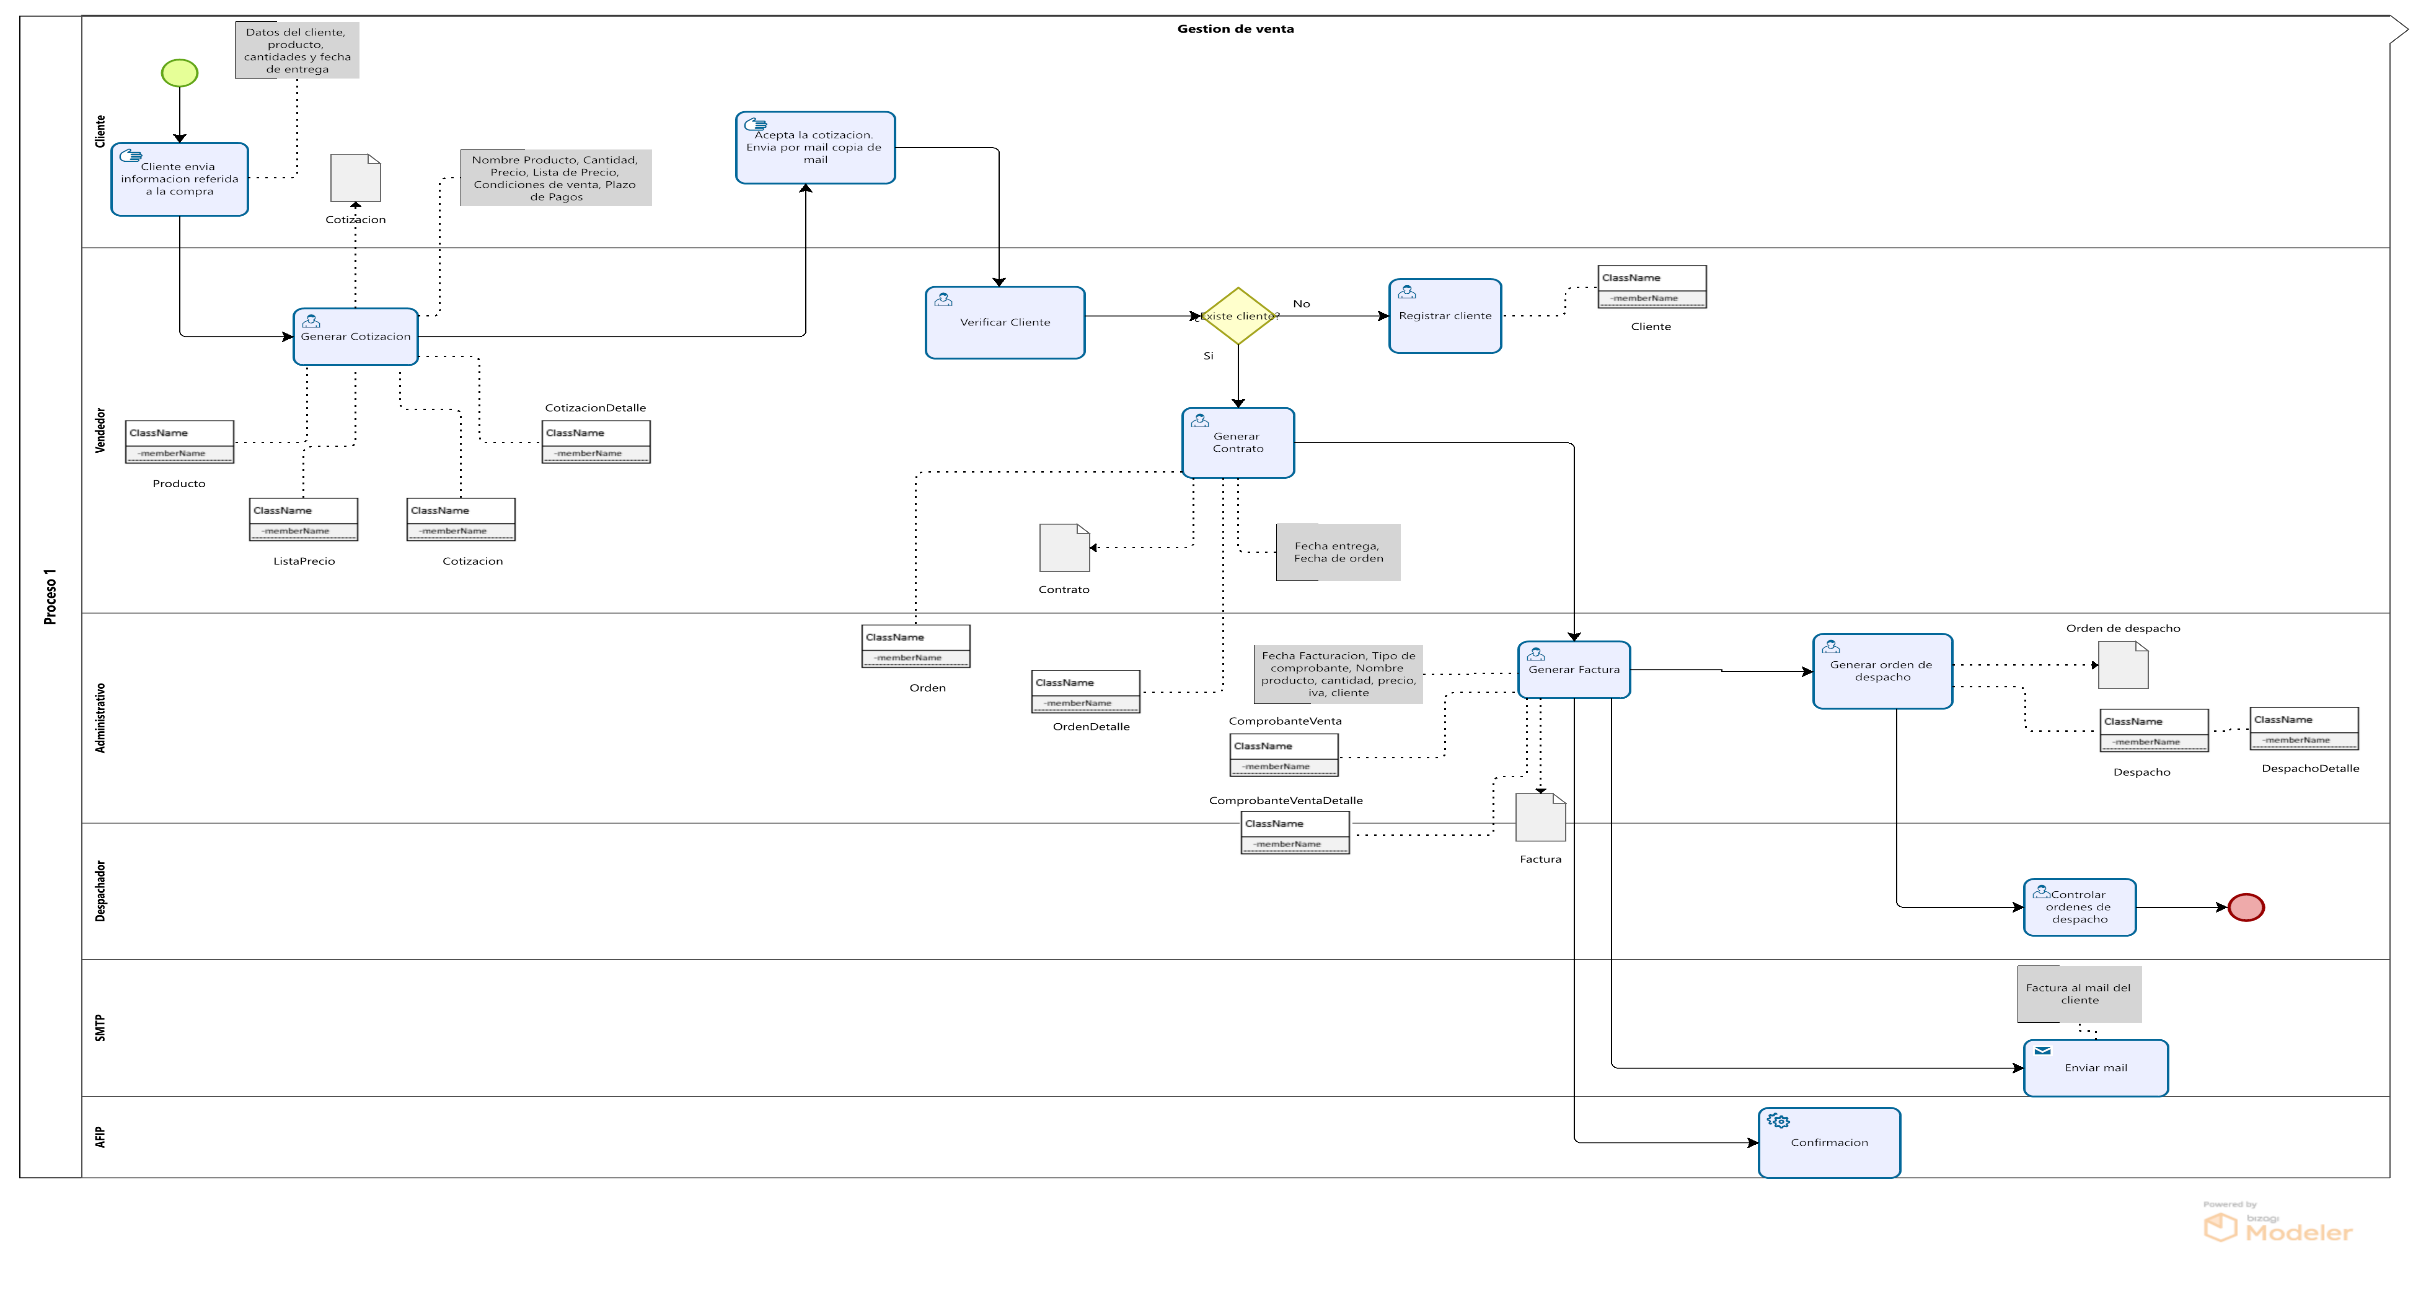 Gestion de venta
Proceso 1
Cliente
Datos del cliente,
producto,
cantidades y fecha
de entrega
Cliente envia
informacion referida
a la compra
Cotizacion
Nombre Producto, Cantidad,
Precio, Lista de Precio,
Condiciones de venta, Plazo
de Pagos
Acepta la cotizacion.
Envia por mail copia de
mail
Vendedor
Generar Cotizacion
Verificar Cliente
¿Existe cliente?
No
Si
Registrar cliente
ClassName
-memberName
Cliente
ClassName
-memberName
Producto
ClassName
-memberName
ListaPrecio
ClassName
-memberName
Cotizacion
CotizacionDetalle
ClassName
-memberName
Generar
Contrato
Contrato
Fecha entrega,
Fecha de orden
Administrativo
ClassName
-memberName
Orden
ClassName
-memberName
OrdenDetalle
Fecha Facturacion, Tipo de
comprobante, Nombre
producto, cantidad, precio,
iva, cliente
ComprobanteVenta
ClassName
-memberName
ComprobanteVentaDetalle
ClassName
-memberName
Generar Factura
Factura
Generar orden de
despacho
Orden de despacho
ClassName
-memberName
Despacho
ClassName
-memberName
DespachoDetalle
Despachador
Controlar
ordenes de
despacho
SMTP
Factura al mail del
cliente
Enviar mail
AFIP
Confirmacion
Powered by
bizagi
Modeler